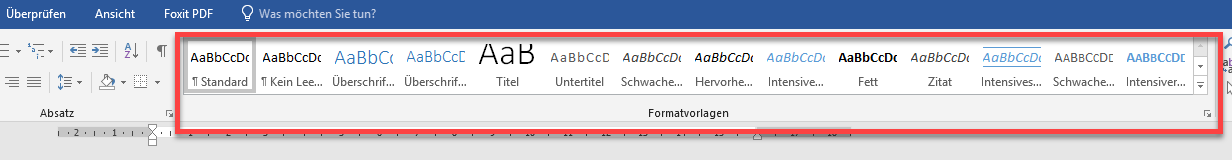 Überprüfen Ansicht Foxit PDF Was möchten Sie tun?
AaBbCcDc AaBbCcDc AaBbC AaBbCcD AaB AaBbCcD AaBbCcDc AaBbCcDc AaBbCcDc AaBbCcDc AaBbCcDc AaBbCcDc AABBCCDE AABBCCDE
¶ Standard ¶ Kein Lee... Überschrif... Überschrif... Titel Untertitel Schwache... Hervorhe... Intensive... Fett Zitat Intensives... Schwache... Intensiver...
Absatz Formatvorlagen
2 1